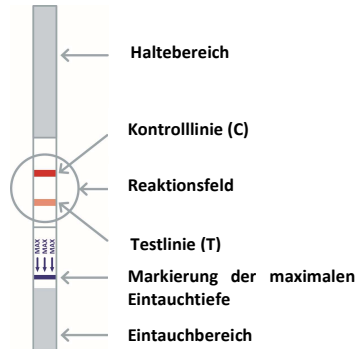 Haltebereich
Kontrolllinie (C)
Reaktionsfeld
Testlinie (T)
MAX MAX MAX
Markierung der maximalen
Eintauchtiefe
Eintauchbereich